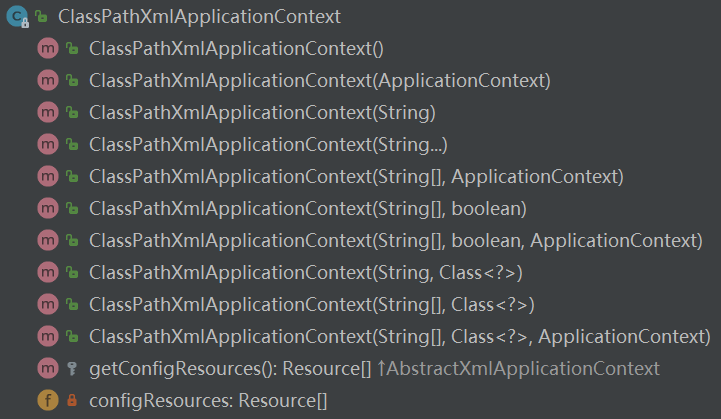 ClassPathXmlApplicationContext
ClassPathXmlApplicationContext()
ClassPathXmlApplicationContext(ApplicationContext)
ClassPathXmlApplicationContext(String)
ClassPathXmlApplicationContext(String...)
ClassPathXmlApplicationContext(String[], ApplicationContext)
ClassPathXmlApplicationContext(String[], boolean)
ClassPathXmlApplicationContext(String[], boolean, ApplicationContext)
ClassPathXmlApplicationContext(String, Class<?>)
ClassPathXmlApplicationContext(String[], Class<?>)
ClassPathXmlApplicationContext(String[], Class<?>, ApplicationContext)
getConfigResources(): Resource[] ↑AbstractXmlApplicationContext
configResources: Resource[]